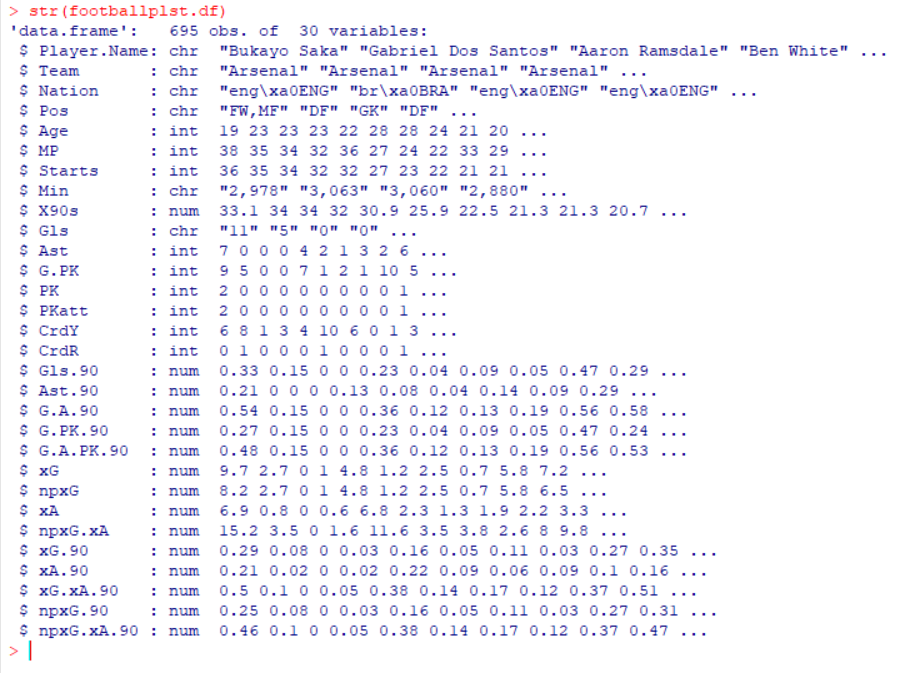 > str(footballplst.df)
'data.frame':   695 obs. of  30 variables:
 $ Player.Name: chr  "Bukayo Saka" "Gabriel Dos Santos" "Aaron Ramsdale" "Ben White" ...
 $ Team       : chr  "Arsenal" "Arsenal" "Arsenal" "Arsenal" ...
 $ Nation     : chr  "eng\xa0ENG" "br\xa0BRA" "eng\xa0ENG" "eng\xa0ENG" ...
 $ Pos        : chr  "FW,MF" "DF" "GK" "DF" ...
 $ Age        : int  19 23 23 23 22 28 28 24 21 20 ...
 $ MP         : int  38 35 34 32 36 27 24 22 33 29 ...
 $ Starts     : int  36 35 34 32 32 27 23 22 21 21 ...
 $ Min        : chr  "2,978" "3,063" "3,060" "2,880" ...
 $ X90s       : num  33.1 34 34 32 30.9 25.9 22.5 21.3 21.3 20.7 ...
 $ Gls        : chr  "11" "5" "0" "0" ...
 $ Ast        : int  7 0 0 0 4 2 1 3 2 6 ...
 $ G.PK       : int  9 5 0 0 7 1 2 1 10 5 ...
 $ PK         : int  2 0 0 0 0 0 0 0 0 1 ...
 $ PKatt      : int  2 0 0 0 0 0 0 0 0 1 ...
 $ CrdY       : int  6 8 1 3 4 10 6 0 1 3 ...
 $ CrdR       : int  0 1 0 0 0 1 0 0 0 1 ...
 $ Gls.90     : num  0.33 0.15 0 0 0.23 0.04 0.09 0.05 0.47 0.29 ...
 $ Ast.90     : num  0.21 0 0 0 0.13 0.08 0.04 0.14 0.09 0.29 ...
 $ G.A.90     : num  0.54 0.15 0 0 0.36 0.12 0.13 0.19 0.56 0.58 ...
 $ G.PK.90    : num  0.27 0.15 0 0 0.23 0.04 0.09 0.05 0.47 0.24 ...
 $ G.A.PK.90  : num  0.48 0.15 0 0 0.36 0.12 0.13 0.19 0.56 0.53 ...
 $ xG         : num  9.7 2.7 0 1 4.8 1.2 2.5 0.7 5.8 7.2 ...
 $ npxG       : num  8.2 2.7 0 1 4.8 1.2 2.5 0.7 5.8 6.5 ...
 $ xA         : num  6.9 0.8 0 0.6 6.8 2.3 1.3 1.9 2.2 3.3 ...
 $ npxG.xA    : num  15.2 3.5 0 1.6 11.6 3.5 3.8 2.6 8 9.8 ...
 $ xG.90      : num  0.29 0.08 0 0.03 0.16 0.05 0.11 0.03 0.27 0.35 ...
 $ xA.90      : num  0.21 0.02 0 0.02 0.22 0.09 0.06 0.09 0.1 0.16 ...
 $ xG.xA.90   : num  0.5 0.1 0 0.05 0.38 0.14 0.17 0.12 0.37 0.51 ...
 $ npxG.90    : num  0.25 0.08 0 0.03 0.16 0.05 0.11 0.03 0.27 0.31 ...
 $ npxG.xA.90 : num  0.46 0.1 0 0.05 0.38 0.14 0.17 0.12 0.37 0.47 ...
>